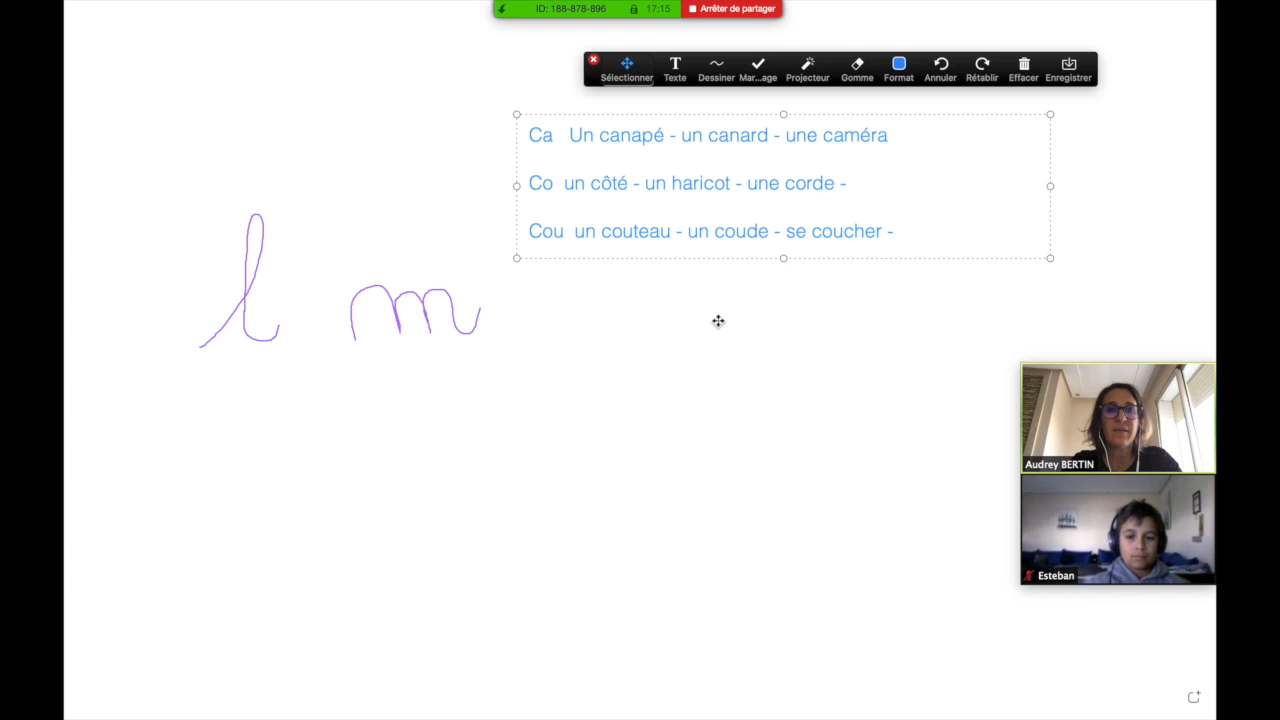 ID: 188-878-896 17:15 Arrêter de partager
Sélectionner Texte Dessiner Mar...age Projecteur Gomme Format Annuler Rétablir Effacer Enregistrer
Ca Un canapé - un canard - une caméra
Co un côté - un haricot - une corde -
Cou un couteau - un coude - se coucher -
l m
Audrey BERTIN
Esteban